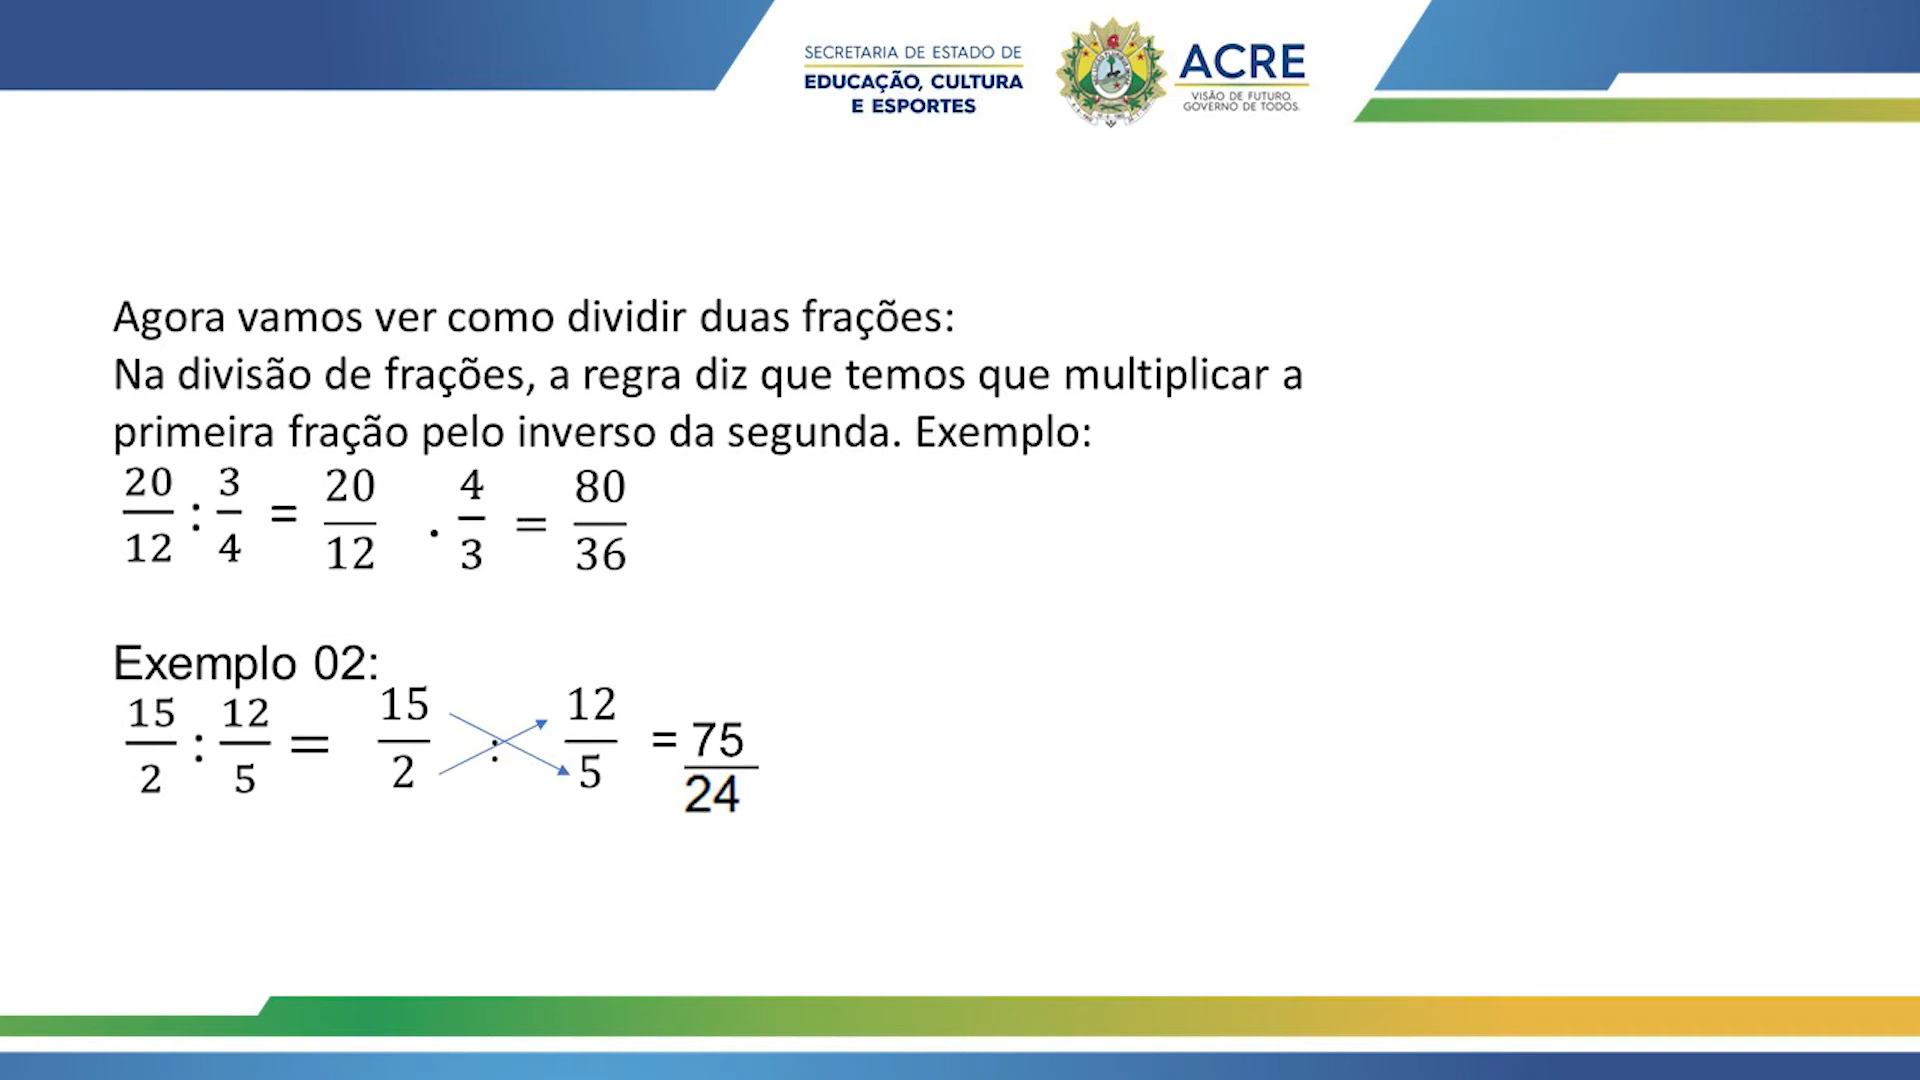 SECRETARIA DE ESTADO DE
EDUCAÇÃO, CULTURA
E ESPORTES
ACRE
VISÃO DE FUTURO.
GOVERNO DE TODOS.
Agora vamos ver como dividir duas frações:
Na divisão de frações, a regra diz que temos que multiplicar a
primeira fração pelo inverso da segunda. Exemplo:
20/12 : 3/4 = 20/12 . 4/3 = 80/36
Exemplo 02:
15/2 : 12/5 = 15/2 : 12/5 = 75/24